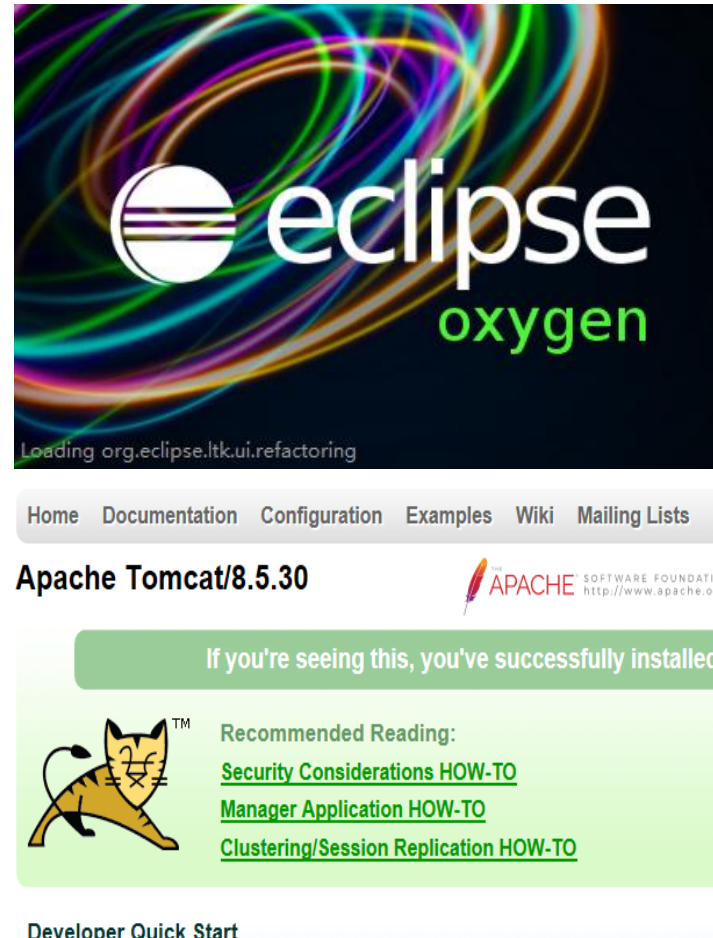 eclipse
oxygen
Loading org.eclipse.ltk.ui.refactoring
Home Documentation Configuration Examples Wiki Mailing Lists
Apache Tomcat/8.5.30
THE
APACHE SOFTWARE FOUNDATI
http://www.apache.o
If you're seeing this, you've successfully installed
TM
Recommended Reading:
Security Considerations HOW-TO
Manager Application HOW-TO
Clustering/Session Replication HOW-TO
Developer Quick Start